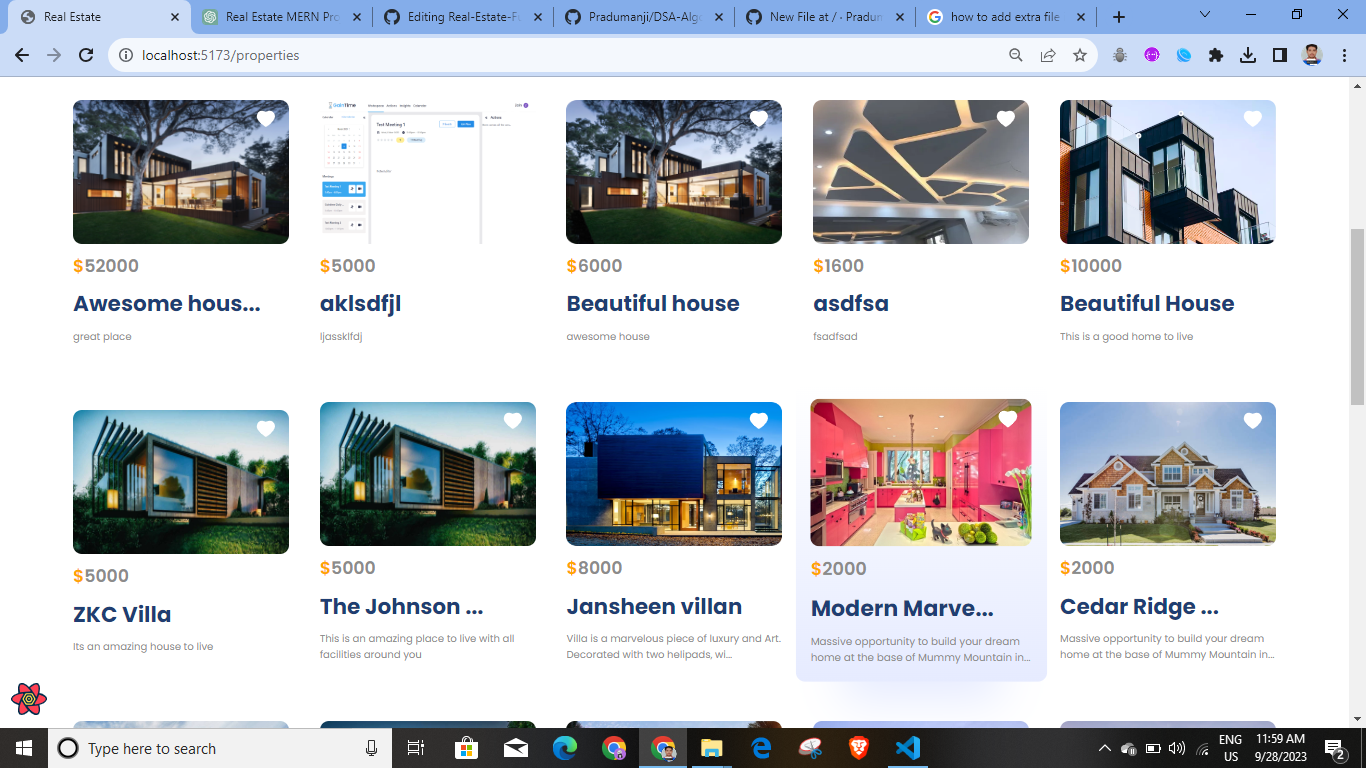 Real Estate
Real Estate MERN Pro
Editing Real-Estate-Fu
Pradumanji/DSA-Algo
New File at / · Pradum
how to add extra file
localhost:5173/properties
$52000
Awesome hous...
great place
Test Meeting 1
$5000
aklsdfjl
ljassklfdj
$6000
Beautiful house
awesome house
$1600
asdfsa
fsadfsad
$10000
Beautiful House
This is a good home to live
$5000
ZKC Villa
Its an amazing house to live
$5000
The Johnson ...
This is an amazing place to live with all
facilities around you
$8000
Jansheen villan
Villa is a marvelous piece of luxury and Art.
Decorated with two helipads, wi...
$2000
Modern Marve...
Massive opportunity to build your dream
home at the base of Mummy Mountain in...
$2000
Cedar Ridge ...
Massive opportunity to build your dream
home at the base of Mummy Mountain in...
Type here to search
ENG
US
11:59 AM
9/28/2023
2